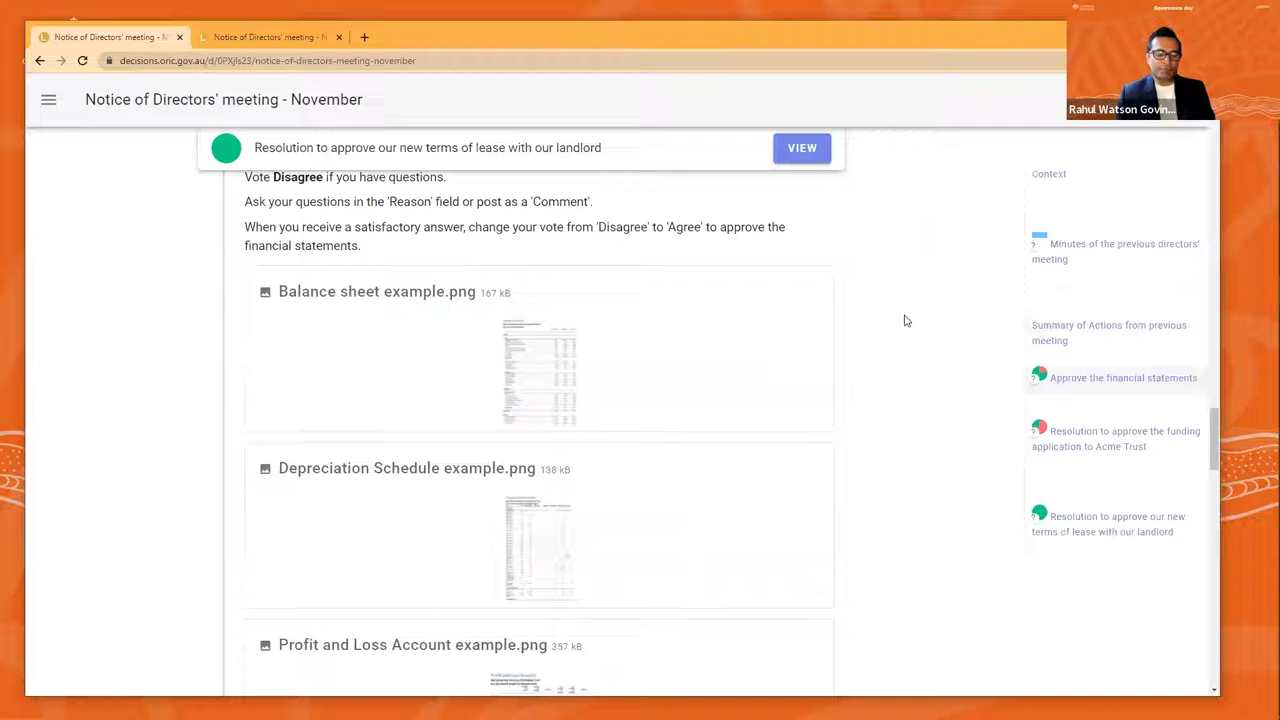 Governance day
Notice of Directors' meeting - N
Notice of Directors' meeting - N
decisions.oric.gov.au/d/0PXjIs23/notice-of-directors-meeting-november
Rahul Watson Govin...
Notice of Directors' meeting - November
Resolution to approve our new terms of lease with our landlord
VIEW
Vote Disagree if you have questions.
Ask your questions in the 'Reason' field or post as a 'Comment'.
When you receive a satisfactory answer, change your vote from 'Disagree' to 'Agree' to approve the
financial statements.
Balance sheet example.png 167 kB
Depreciation Schedule example.png 138 kB
Profit and Loss Account example.png 357 kB
Context
? Minutes of the previous directors'
meeting
Summary of Actions from previous
meeting
? Approve the financial statements
? Resolution to approve the funding
application to Acme Trust
? Resolution to approve our new
terms of lease with our landlord